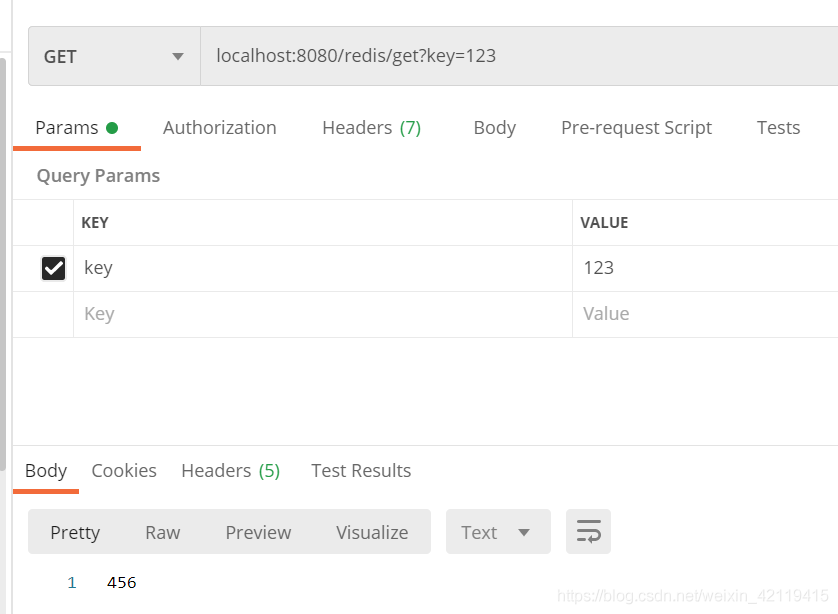 GET localhost:8080/redis/get?key=123
Params Authorization Headers (7) Body Pre-request Script Tests
Query Params
KEY VALUE
key 123
Key Value
Body Cookies Headers (5) Test Results
Pretty Raw Preview Visualize Text
1 456
https://blog.csdn.net/weixin_42119415